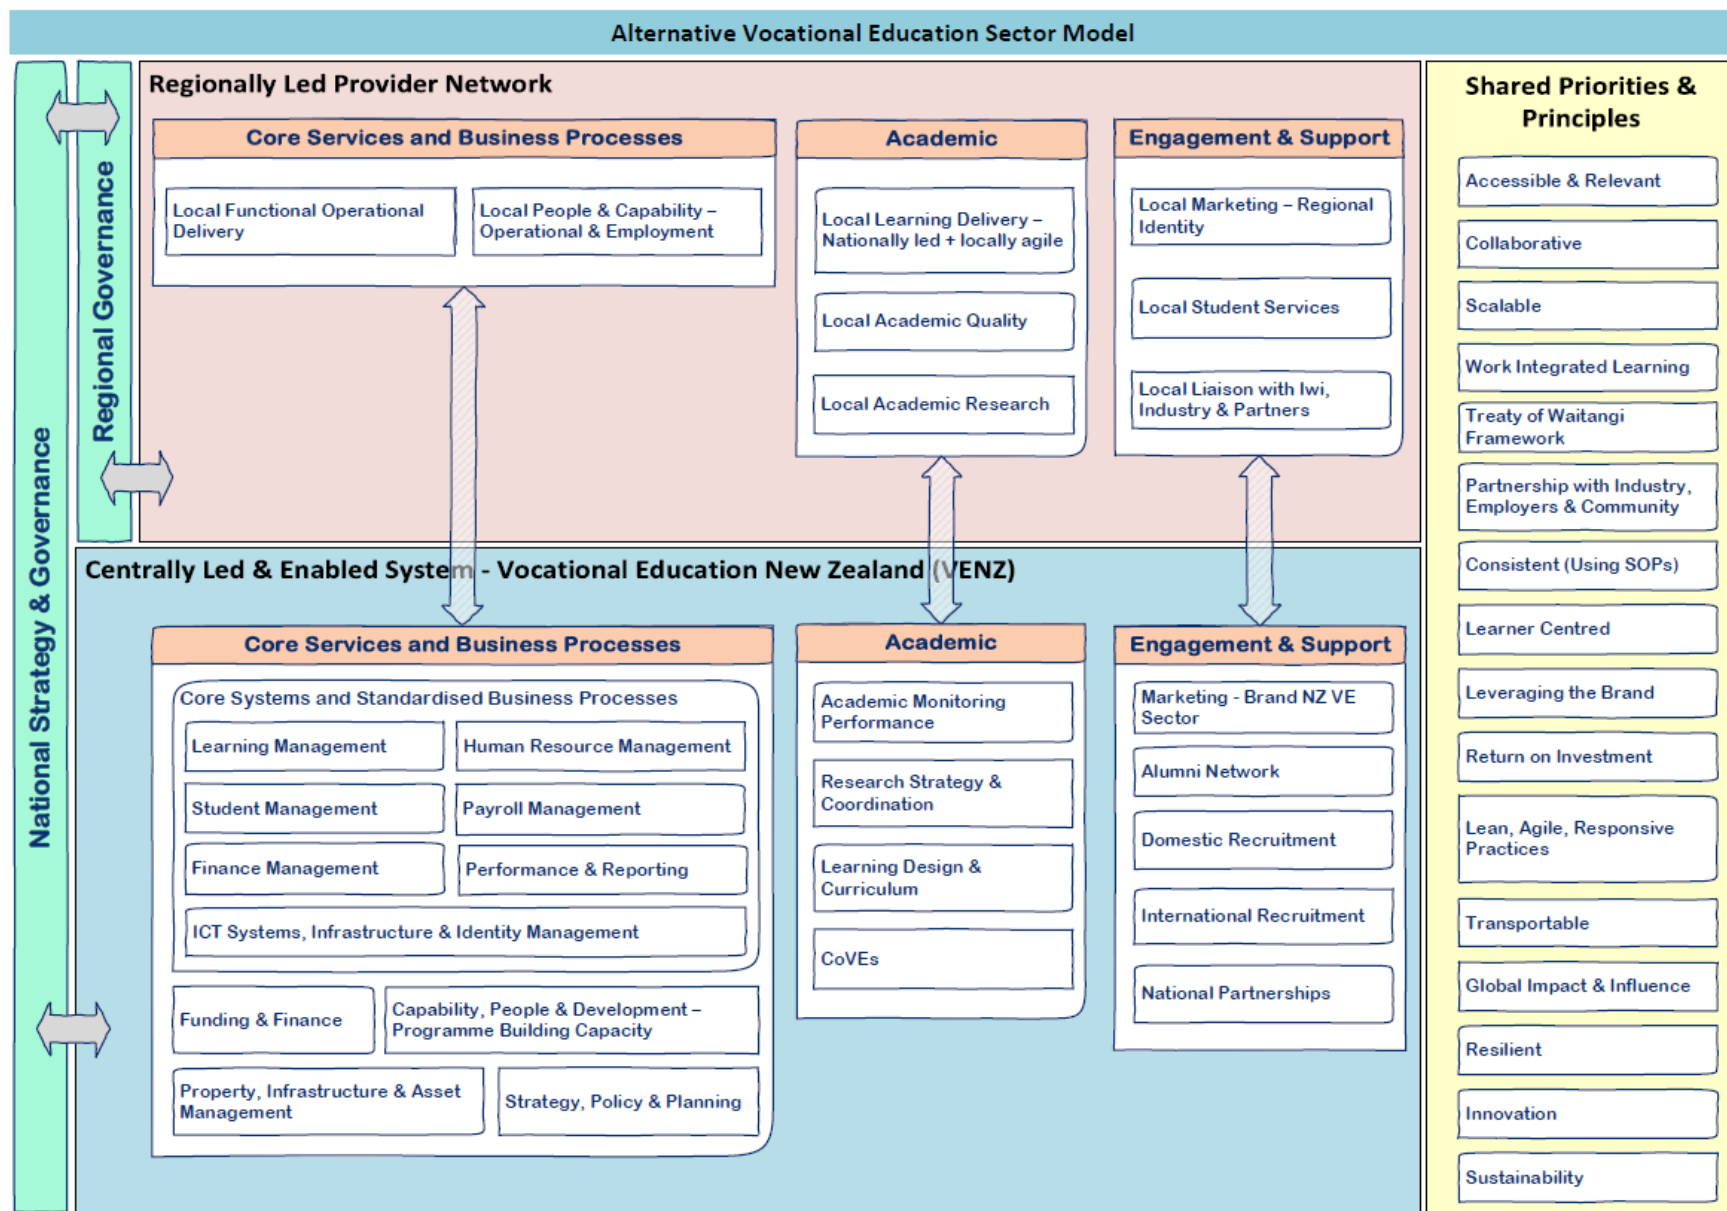 Alternative Vocational Education Sector Model
National Strategy & Governance
Regional Governance
Regionally Led Provider Network
Core Services and Business Processes
Local Functional Operational
Delivery
Local People & Capability –
Operational & Employment
Academic
Local Learning Delivery –
Nationally led + locally agile
Local Academic Quality
Local Academic Research
Engagement & Support
Local Marketing – Regional
Identity
Local Student Services
Local Liaison with Iwi,
Industry & Partners
Centrally Led & Enabled System - Vocational Education New Zealand (VENZ)
Core Services and Business Processes
Core Systems and Standardised Business Processes
Learning Management
Human Resource Management
Student Management
Payroll Management
Finance Management
Performance & Reporting
ICT Systems, Infrastructure & Identity Management
Funding & Finance
Capability, People & Development –
Programme Building Capacity
Property, Infrastructure & Asset
Management
Strategy, Policy & Planning
Academic
Academic Monitoring
Performance
Research Strategy &
Coordination
Learning Design &
Curriculum
CoVEs
Engagement & Support
Marketing - Brand NZ VE
Sector
Alumni Network
Domestic Recruitment
International Recruitment
National Partnerships
Shared Priorities &
Principles
Accessible & Relevant
Collaborative
Scalable
Work Integrated Learning
Treaty of Waitangi
Framework
Partnership with Industry,
Employers & Community
Consistent (Using SOPs)
Learner Centred
Leveraging the Brand
Return on Investment
Lean, Agile, Responsive
Practices
Transportable
Global Impact & Influence
Resilient
Innovation
Sustainability